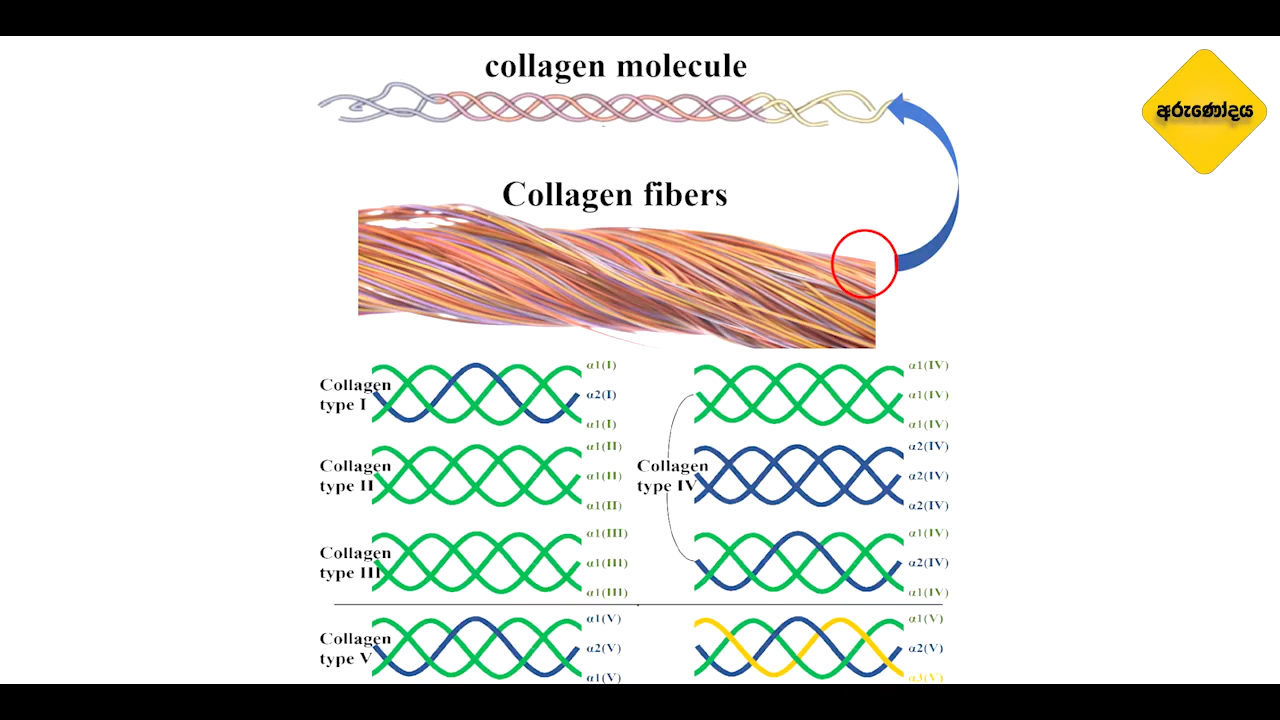 collagen molecule
අරුණෝදය
Collagen fibers
Collagen
type I
α1(I)
α2(I)
α1(I)
Collagen
type II
α1(II)
α1(II)
α1(II)
Collagen
type III
α1(III)
α1(III)
α1(III)
Collagen
type IV
α1(IV)
α1(IV)
α1(IV)
α2(IV)
α2(IV)
α2(IV)
α1(IV)
α2(IV)
α1(IV)
Collagen
type V
α1(V)
α2(V)
α1(V)
α1(V)
α2(V)
α3(V)